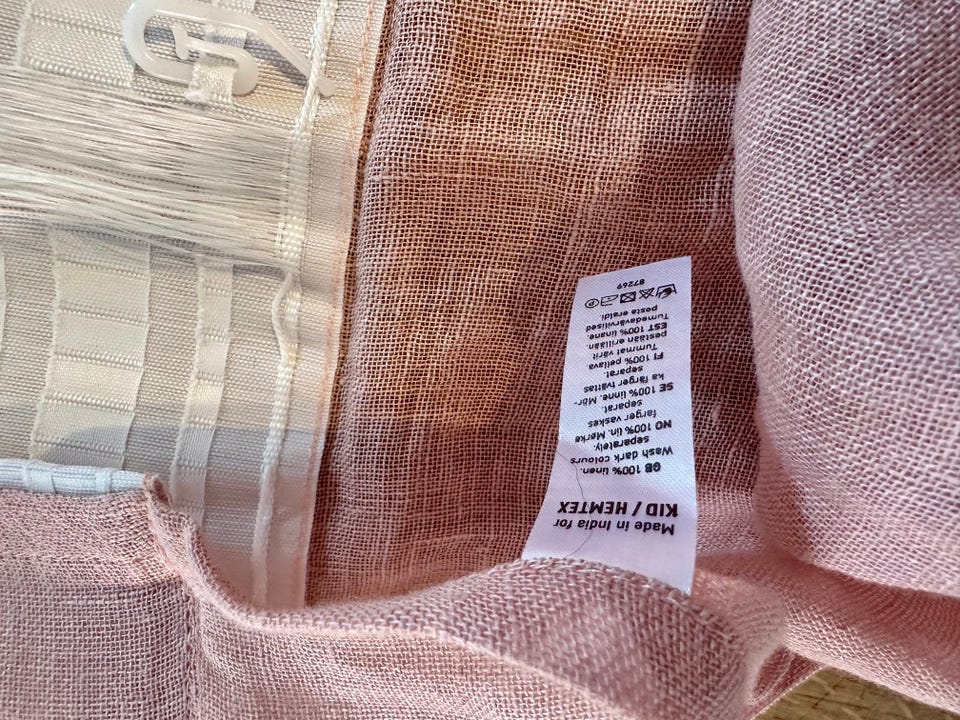 Made in India for
KID / HEMTEX
GB 100% linen.
Wash dark colours
separately.
NO 100% lin. Mørke
farger vaskes
separat.
SE 100% linne. Mör-
ka färger tvättas
separat.
FI 100% pellava.
Tummat värit
pestään erillään.
EST 100% linane.
Tumedavärvilised
pesta eraldi.
87269